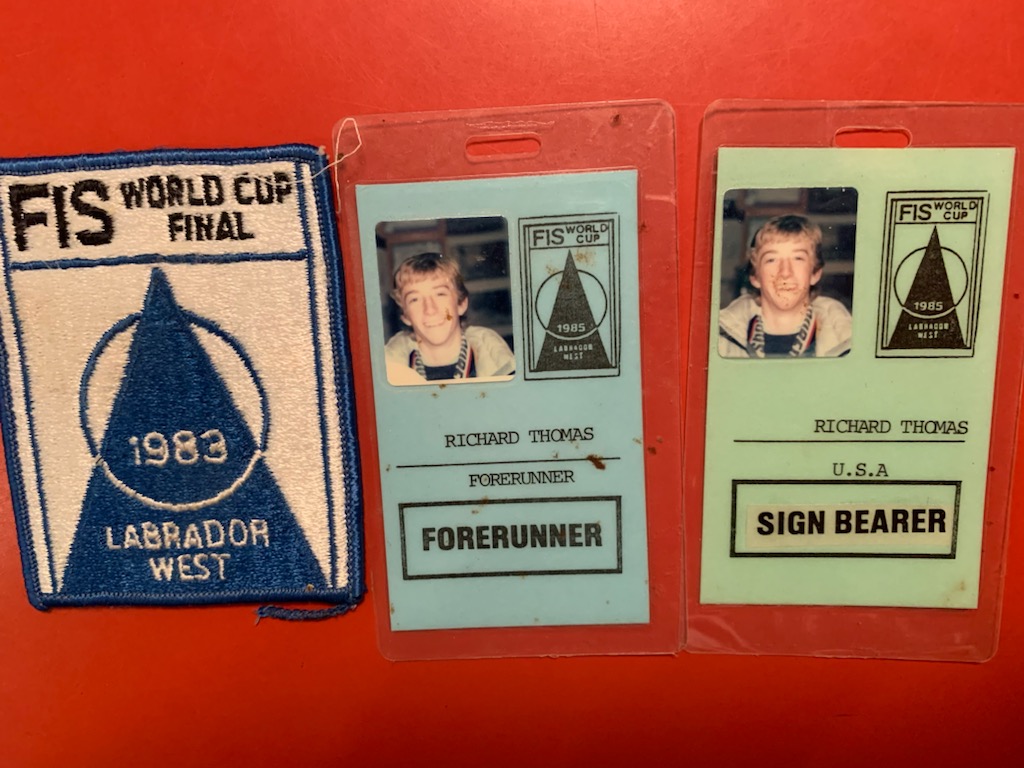 FIS WORLD CUP
FINAL
1983
LABRADOR
WEST
FIS WORLD
CUP
1985
LABRADOR
WEST
RICHARD THOMAS
FORERUNNER
FORERUNNER
FIS WORLD
CUP
1985
LABRADOR
WEST
RICHARD THOMAS
U.S.A
SIGN BEARER